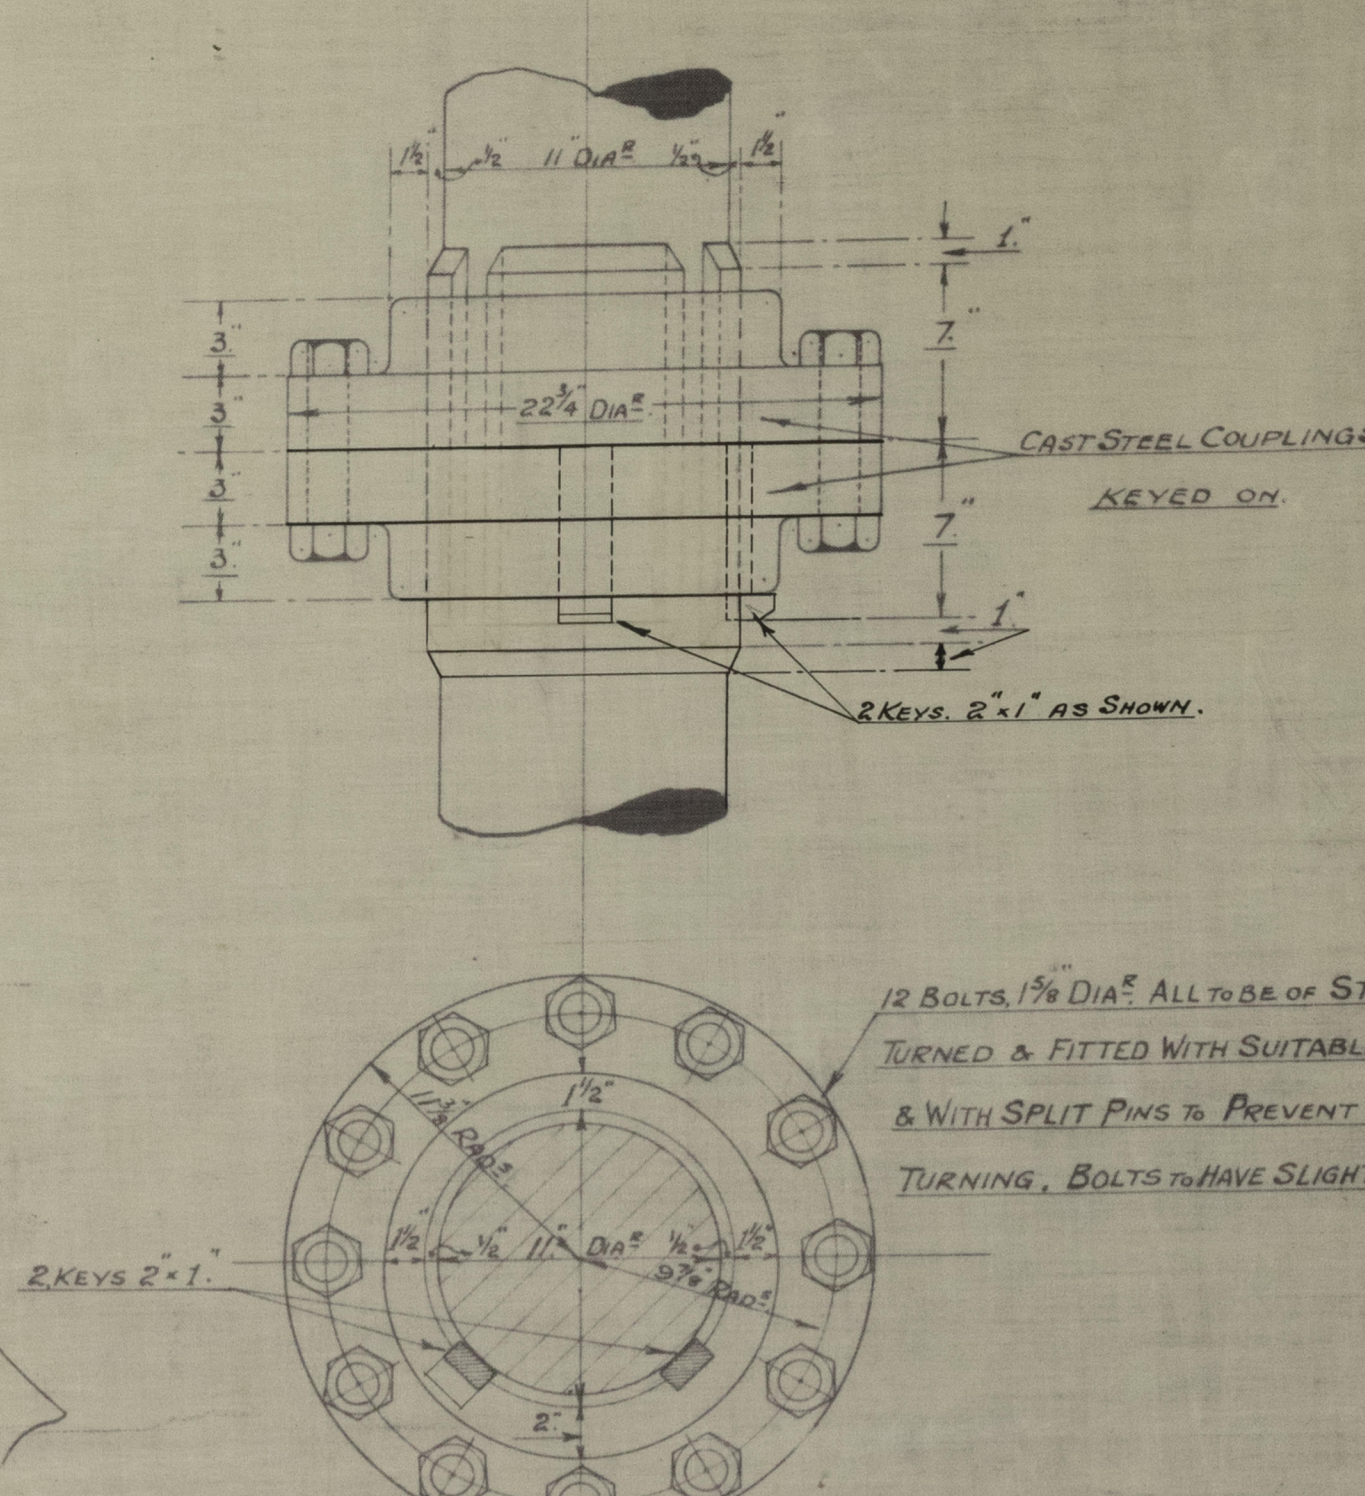 1½" ½" 11" DIAR ½" 1½"
1"
3"
7"
22¾" DIAR
3"
CAST STEEL COUPLINGS
KEYED ON.
3"
7"
3"
1"
2 KEYS. 2" x 1" AS SHOWN.
12 BOLTS, 1⅝" DIAR. ALL TO BE OF
TURNED & FITTED WITH
& WITH SPLIT PINS TO PREVENT
TURNING. BOLTS TO HAVE
1½"
11⅜" RADS.
1½" ½" 11" DIAR ½" 1½"
9⅞" RADS.
2, KEYS 2" x 1".
2"